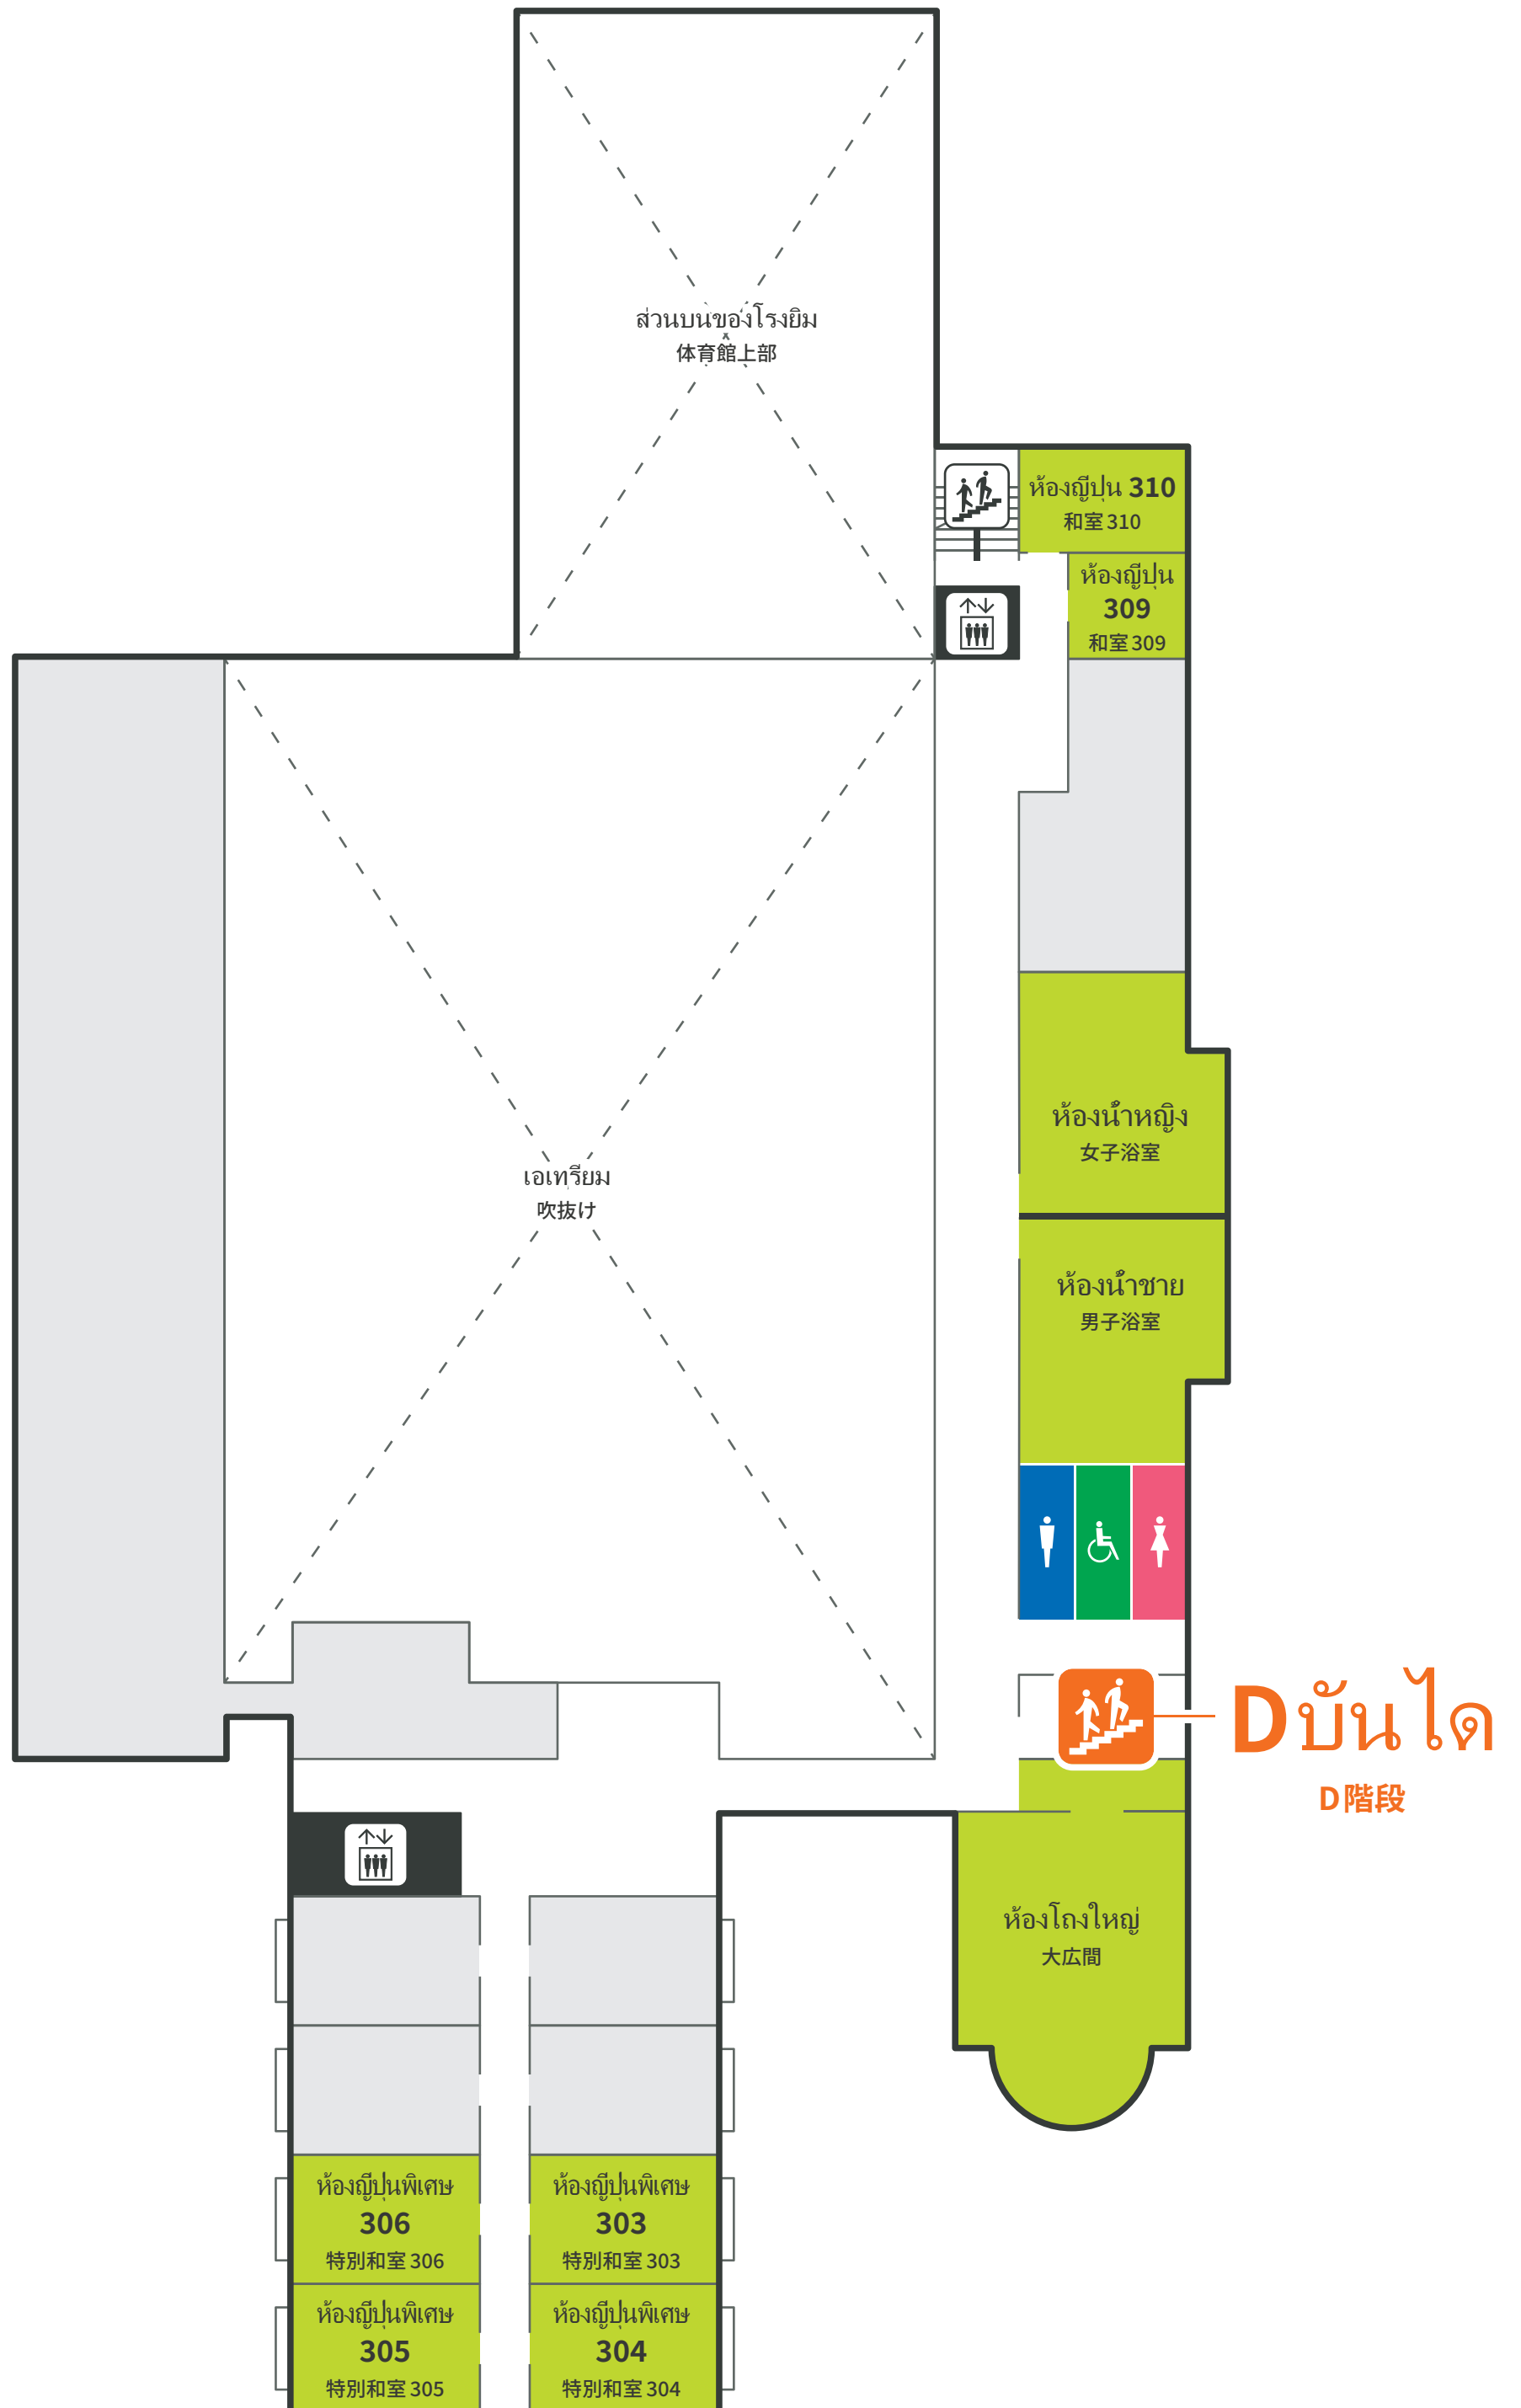 ส่วนบนของโรงยิม
体育館上部
ห้องญี่ปุ่น 310
和室 310
ห้องญี่ปุ่น
309
和室 309
ห้องน้ำหญิง
女子浴室
เอเทรียม
吹抜け
ห้องน้ำชาย
男子浴室
D บันได
D 階段
ห้องโถงใหญ่
大広間
ห้องญี่ปุ่นพิเศษ
306
特別和室 306
ห้องญี่ปุ่นพิเศษ
303
特別和室 303
ห้องญี่ปุ่นพิเศษ
305
特別和室 305
ห้องญี่ปุ่นพิเศษ
304
特別和室 304